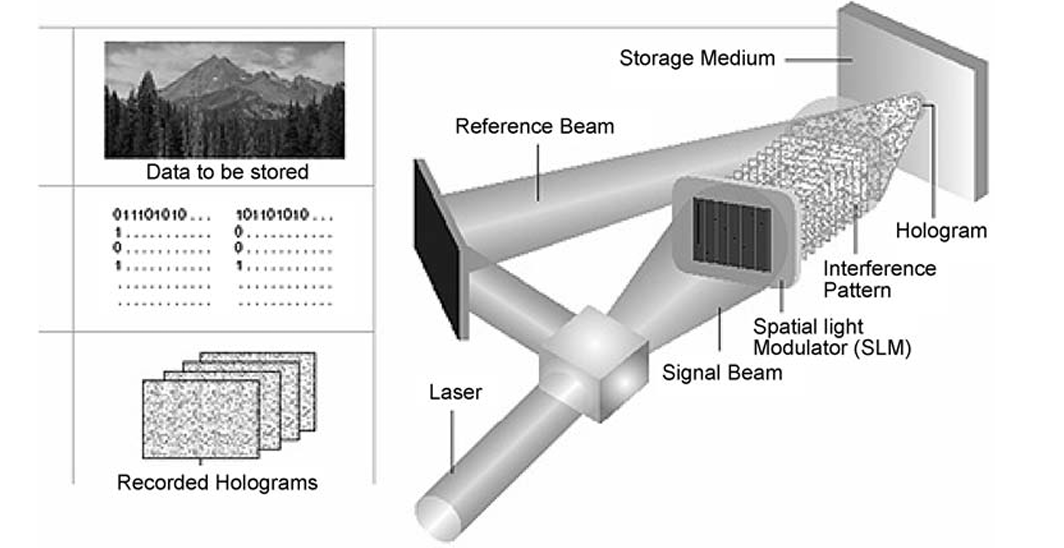 Data to be stored
011101010... 101101010...
1.......... 0..........
0.......... 0..........
1.......... 1..........
........... ...........
........... ...........
Recorded Holograms
Storage Medium
Reference Beam
Hologram
Interference
Pattern
Spatial light
Modulator (SLM)
Signal Beam
Laser